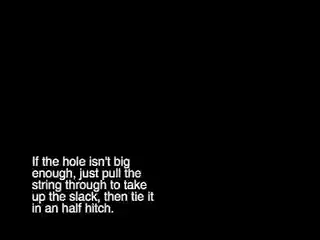 If the hole isn't big
enough, just pull the
string through to take
up the slack, then tie it
in an half hitch.